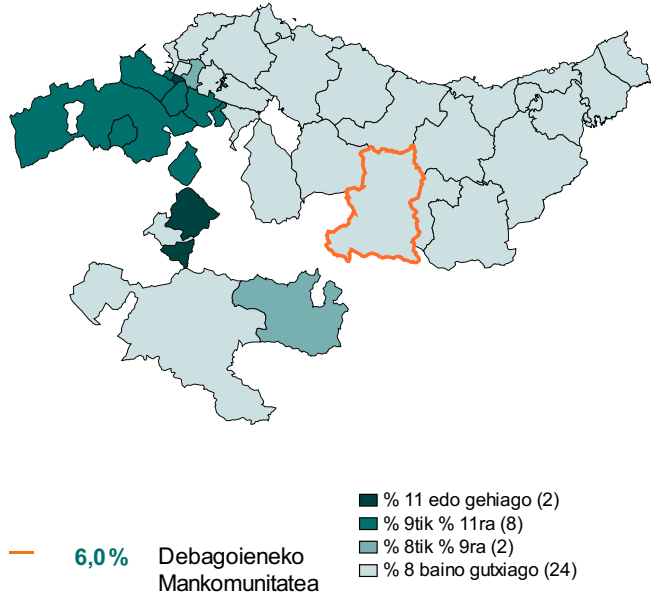 % 11 edo gehiago (2)
% 9tik % 11ra (8)
% 8tik % 9ra (2)
% 8 baino gutxiago (24)
6,0% Debagoieneko
Mankomunitatea